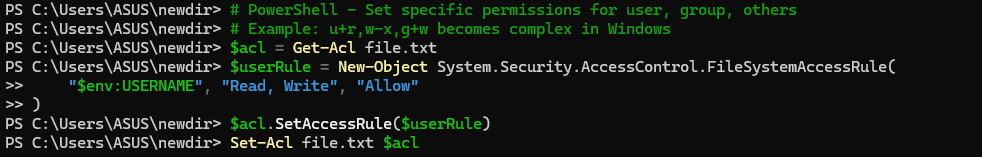 PS C:\Users\ASUS\newdir> # PowerShell - Set specific permissions for user, group, others
PS C:\Users\ASUS\newdir> # Example: u+r,w-x,g+w becomes complex in Windows
PS C:\Users\ASUS\newdir> $acl = Get-Acl file.txt
PS C:\Users\ASUS\newdir> $userRule = New-Object System.Security.AccessControl.FileSystemAccessRule(
>>     "$env:USERNAME", "Read, Write", "Allow"
>> )
PS C:\Users\ASUS\newdir> $acl.SetAccessRule($userRule)
PS C:\Users\ASUS\newdir> Set-Acl file.txt $acl